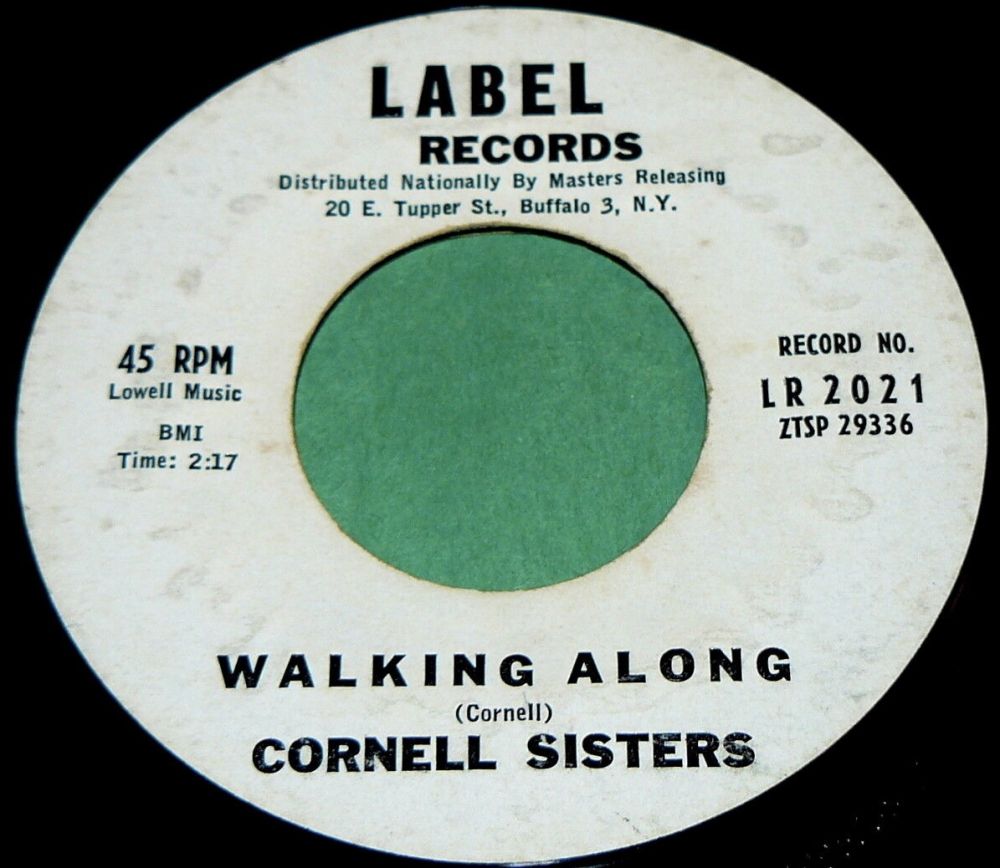 LABEL
RECORDS
Distributed Nationally By Masters Releasing
20 E. Tupper St., Buffalo 3, N.Y.
45 RPM
Lowell Music
BMI
Time: 2:17
RECORD NO.
LR 2021
ZTSP 29336
WALKING ALONG
(Cornell)
CORNELL SISTERS